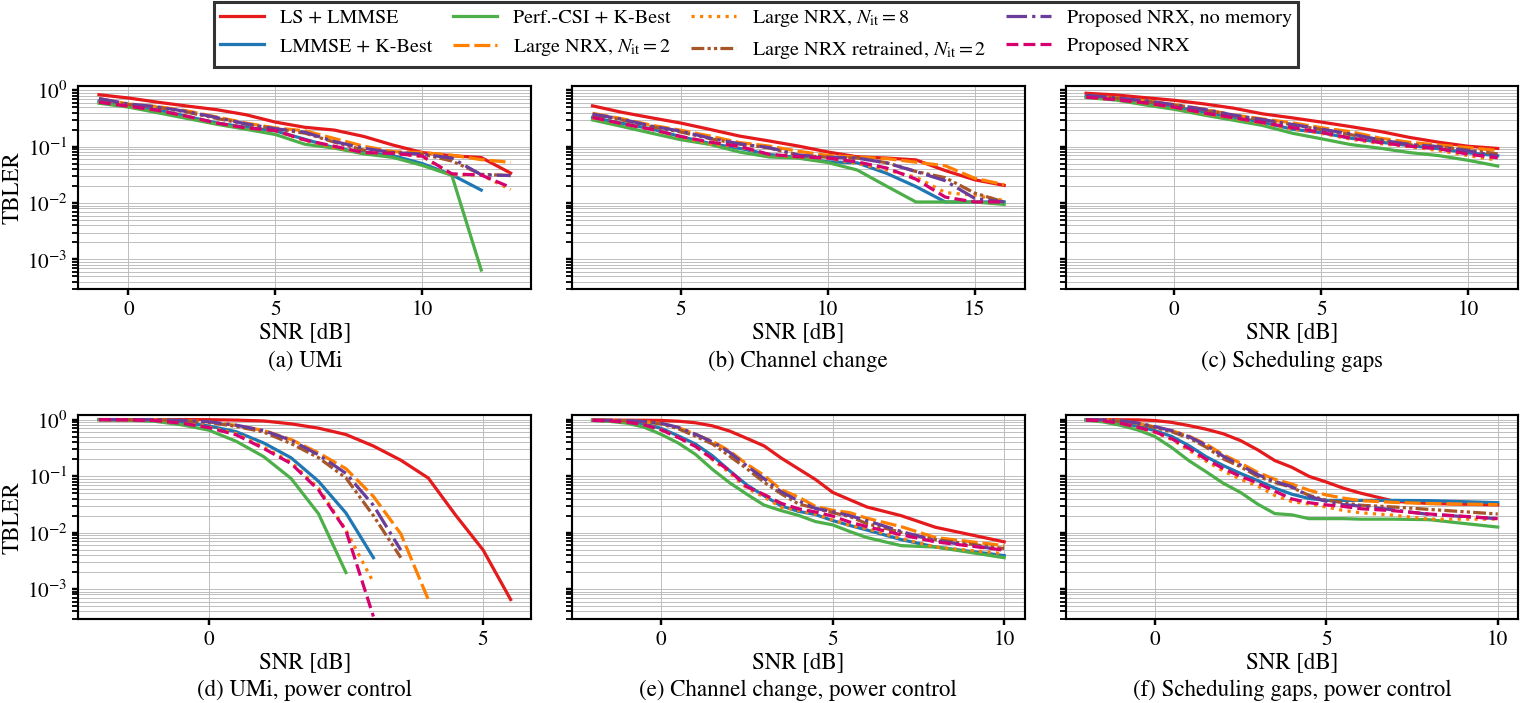 LS + LMMSE Perf.-CSI + K-Best Large NRX, N_it = 8 Proposed NRX, no memory
LMMSE + K-Best Large NRX, N_it = 2 Large NRX retrained, N_it = 2 Proposed NRX
TBLER
10^0
10^-1
10^-2
10^-3
0 5 10
5 10 15
0 5 10
SNR [dB] SNR [dB] SNR [dB]
(a) UMi (b) Channel change (c) Scheduling gaps
TBLER
10^0
10^-1
10^-2
10^-3
0 5
0 5 10
0 5 10
SNR [dB] SNR [dB] SNR [dB]
(d) UMi, power control (e) Channel change, power control (f) Scheduling gaps, power control